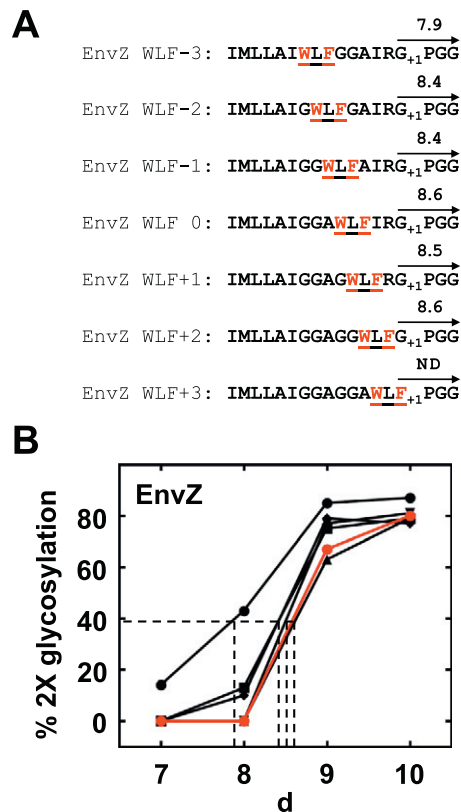 A
7.9
EnvZ WLF-3: IMLLAIWLFGGAIRG+1PGG
8.4
EnvZ WLF-2: IMLLAIGWLFGAIRG+1PGG
8.4
EnvZ WLF-1: IMLLAIGGWLFAIRG+1PGG
8.6
EnvZ WLF 0: IMLLAIGGAWLFIRG+1PGG
8.5
EnvZ WLF+1: IMLLAIGGAGWLFRG+1PGG
8.6
EnvZ WLF+2: IMLLAIGGAGGWLFG+1PGG
ND
EnvZ WLF+3: IMLLAIGGAGGAWLF+1PGG
B
EnvZ
% 2X glycosylation
80
60
40
20
0
7 8 9 10
d